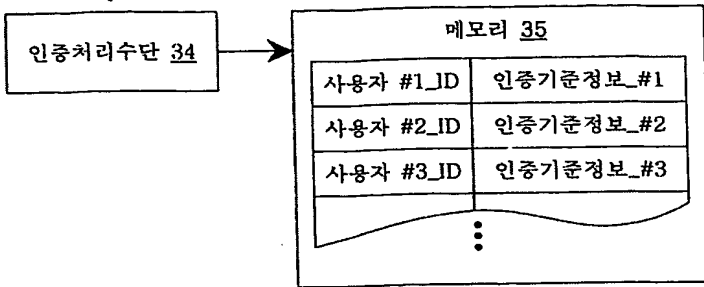 인증처리수단 34
메모리 35
사용자 #1_ID 인증기준정보_#1
사용자 #2_ID 인증기준정보_#2
사용자 #3_ID 인증기준정보_#3